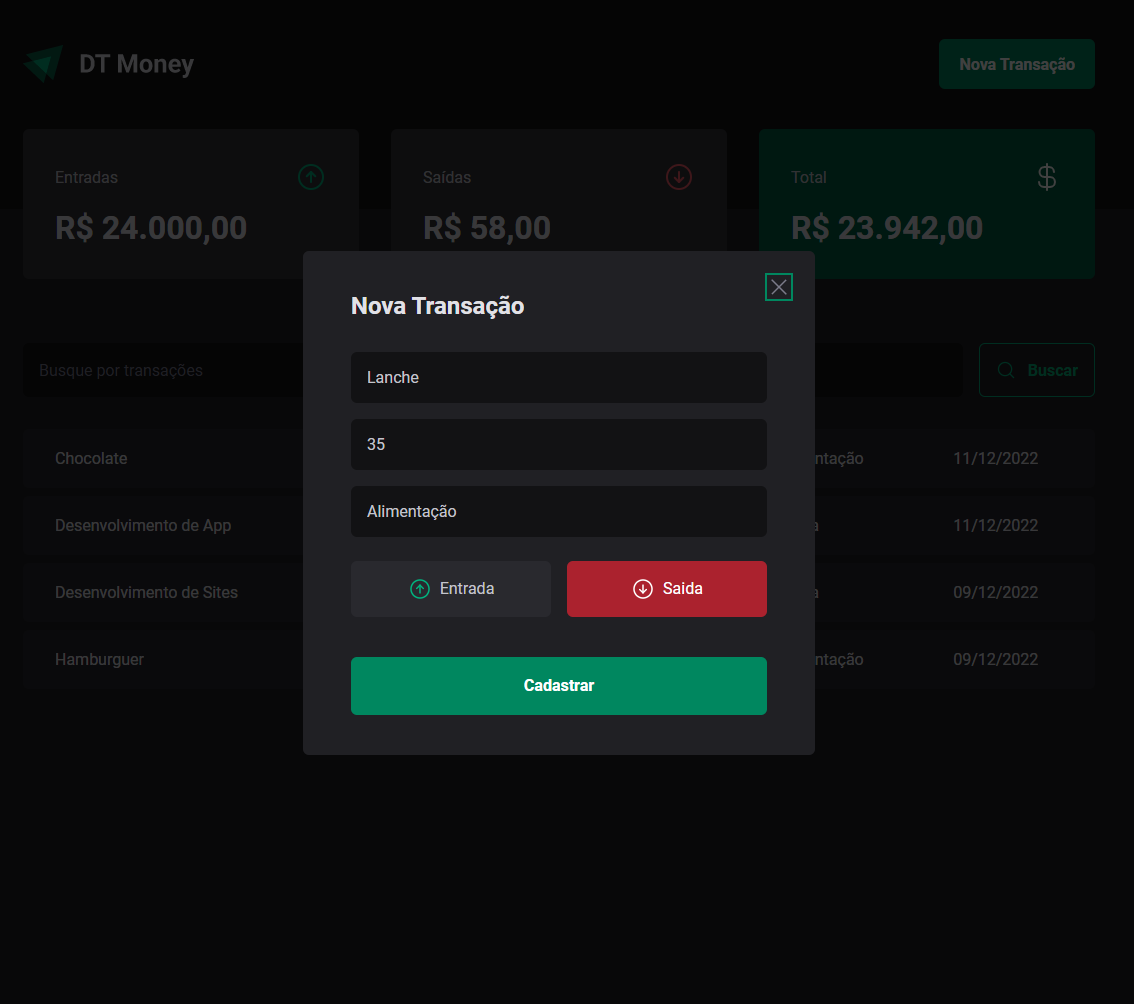 DT Money
Nova Transação
Entradas
R$ 24.000,00
Saídas
R$ 58,00
Total
$
R$ 23.942,00
Nova Transação
Lanche
35
Alimentação
Entrada
Saida
Cadastrar
Busque por transações
Buscar
Chocolate
ntação
11/12/2022
Desenvolvimento de App
a
11/12/2022
Desenvolvimento de Sites
a
09/12/2022
Hamburguer
ntação
09/12/2022